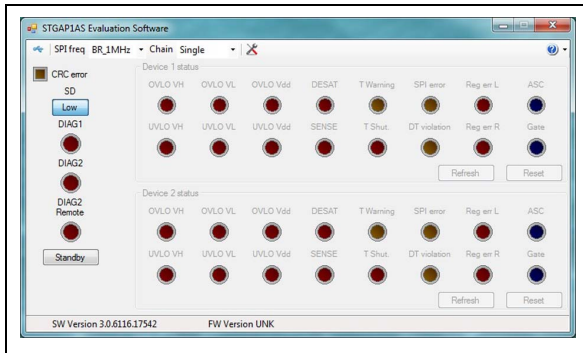 STGAP1AS Evaluation Software
SPI freq BR_1MHz Chain Single
CRC error
SD
Low
DIAG1
DIAG2
DIAG2
Remote
Standby
Device 1 status
OVLO VH OVLO VL OVLO Vdd DESAT T Warning SPI error Reg err L ASC
UVLO VH UVLO VL UVLO Vdd SENSE T Shut. DT violation Reg err R Gate
Refresh Reset
Device 2 status
OVLO VH OVLO VL OVLO Vdd DESAT T Warning SPI error Reg err L ASC
UVLO VH UVLO VL UVLO Vdd SENSE T Shut. DT violation Reg err R Gate
Refresh Reset
SW Version 3.0.6116.17542 FW Version UNK